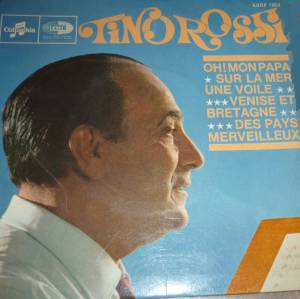 TINO ROSSI
Columbia
OH! MON PAPA
★ SUR LA MER
UNE VOILE ★★
★★★ VENISE ET
BRETAGNE ★★
★★★ DES PAYS
MERVEILLEUX